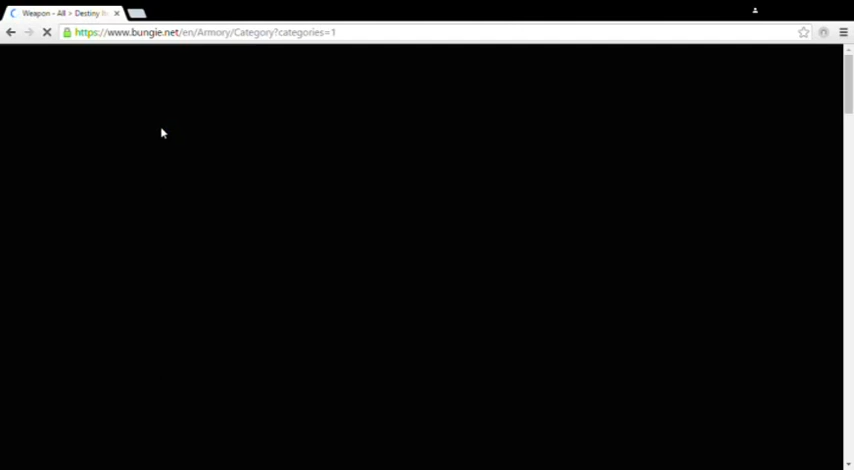 Weapon - All > Destiny
https://www.bungie.net/en/Armory/Category?categories=1